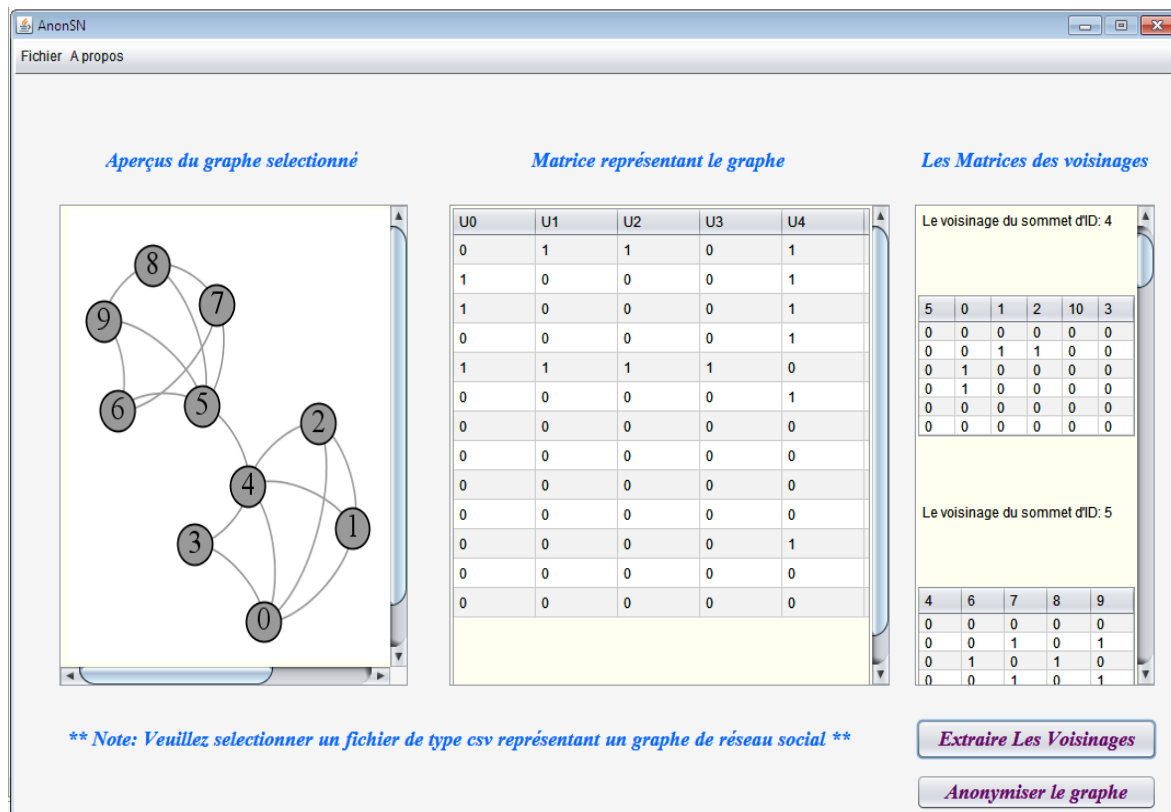 AnonSN
Fichier A propos
Aperçus du graphe selectionné
Matrice représentant le graphe
Les Matrices des voisinages
8
7
9
6
5
2
4
1
3
0
U0 U1 U2 U3 U4
0 1 1 0 1
1 0 0 0 1
1 0 0 0 1
0 0 0 0 1
1 1 1 1 0
0 0 0 0 1
0 0 0 0 0
0 0 0 0 0
0 0 0 0 0
0 0 0 0 0
0 0 0 0 1
0 0 0 0 0
0 0 0 0 0
Le voisinage du sommet d'ID: 4
5 0 1 2 10 3
0 0 0 0 0 0
0 0 1 1 0 0
0 1 0 0 0 0
0 1 0 0 0 0
0 0 0 0 0 0
0 0 0 0 0 0
Le voisinage du sommet d'ID: 5
4 6 7 8 9
0 0 0 0 0
0 0 1 0 1
0 1 0 1 0
0 0 1 0 1
** Note: Veuillez selectionner un fichier de type csv représentant un graphe de réseau social **
Extraire Les Voisinages
Anonymiser le graphe